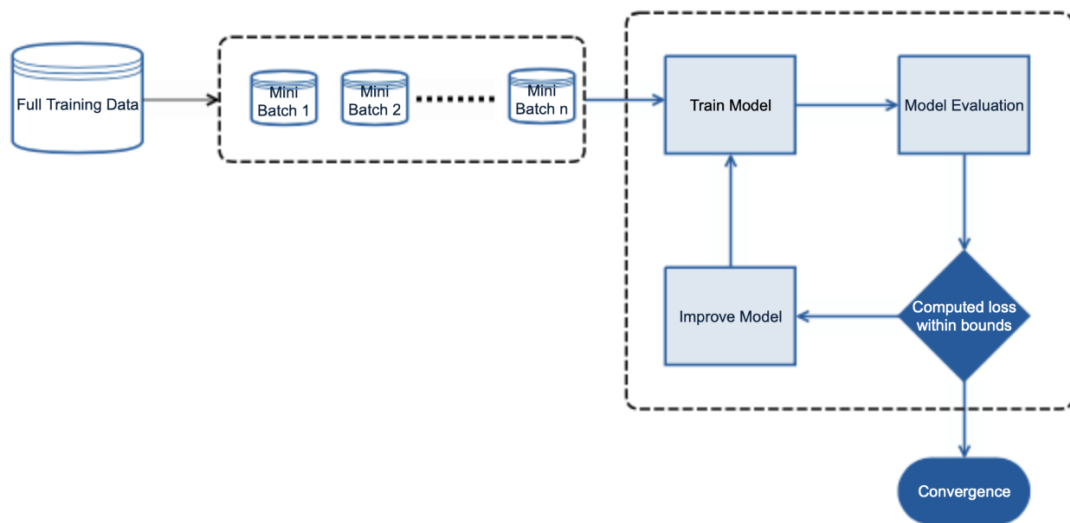 Full Training Data
Mini
Batch 1
Mini
Batch 2
Mini
Batch n
Train Model
Model Evaluation
Improve Model
Computed loss
within bounds
Convergence